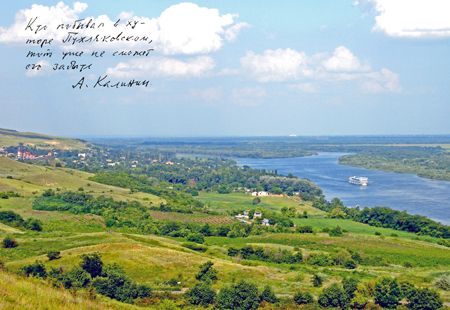 Кто побывал в ху-
торе Пухляковском,
тот уже не сможет
его забыть
А. Калинин